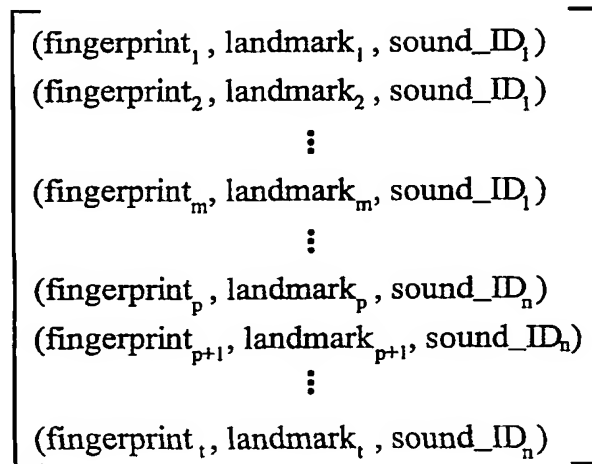 (fingerprint₁, landmark₁, sound_ID₁)
(fingerprint₂, landmark₂, sound_ID₁)
⋮
(fingerprintₘ, landmarkₘ, sound_ID₁)
⋮
(fingerprintₚ, landmarkₚ, sound_IDₙ)
(fingerprintₚ₊₁, landmarkₚ₊₁, sound_IDₙ)
⋮
(fingerprintₜ, landmarkₜ, sound_IDₙ)